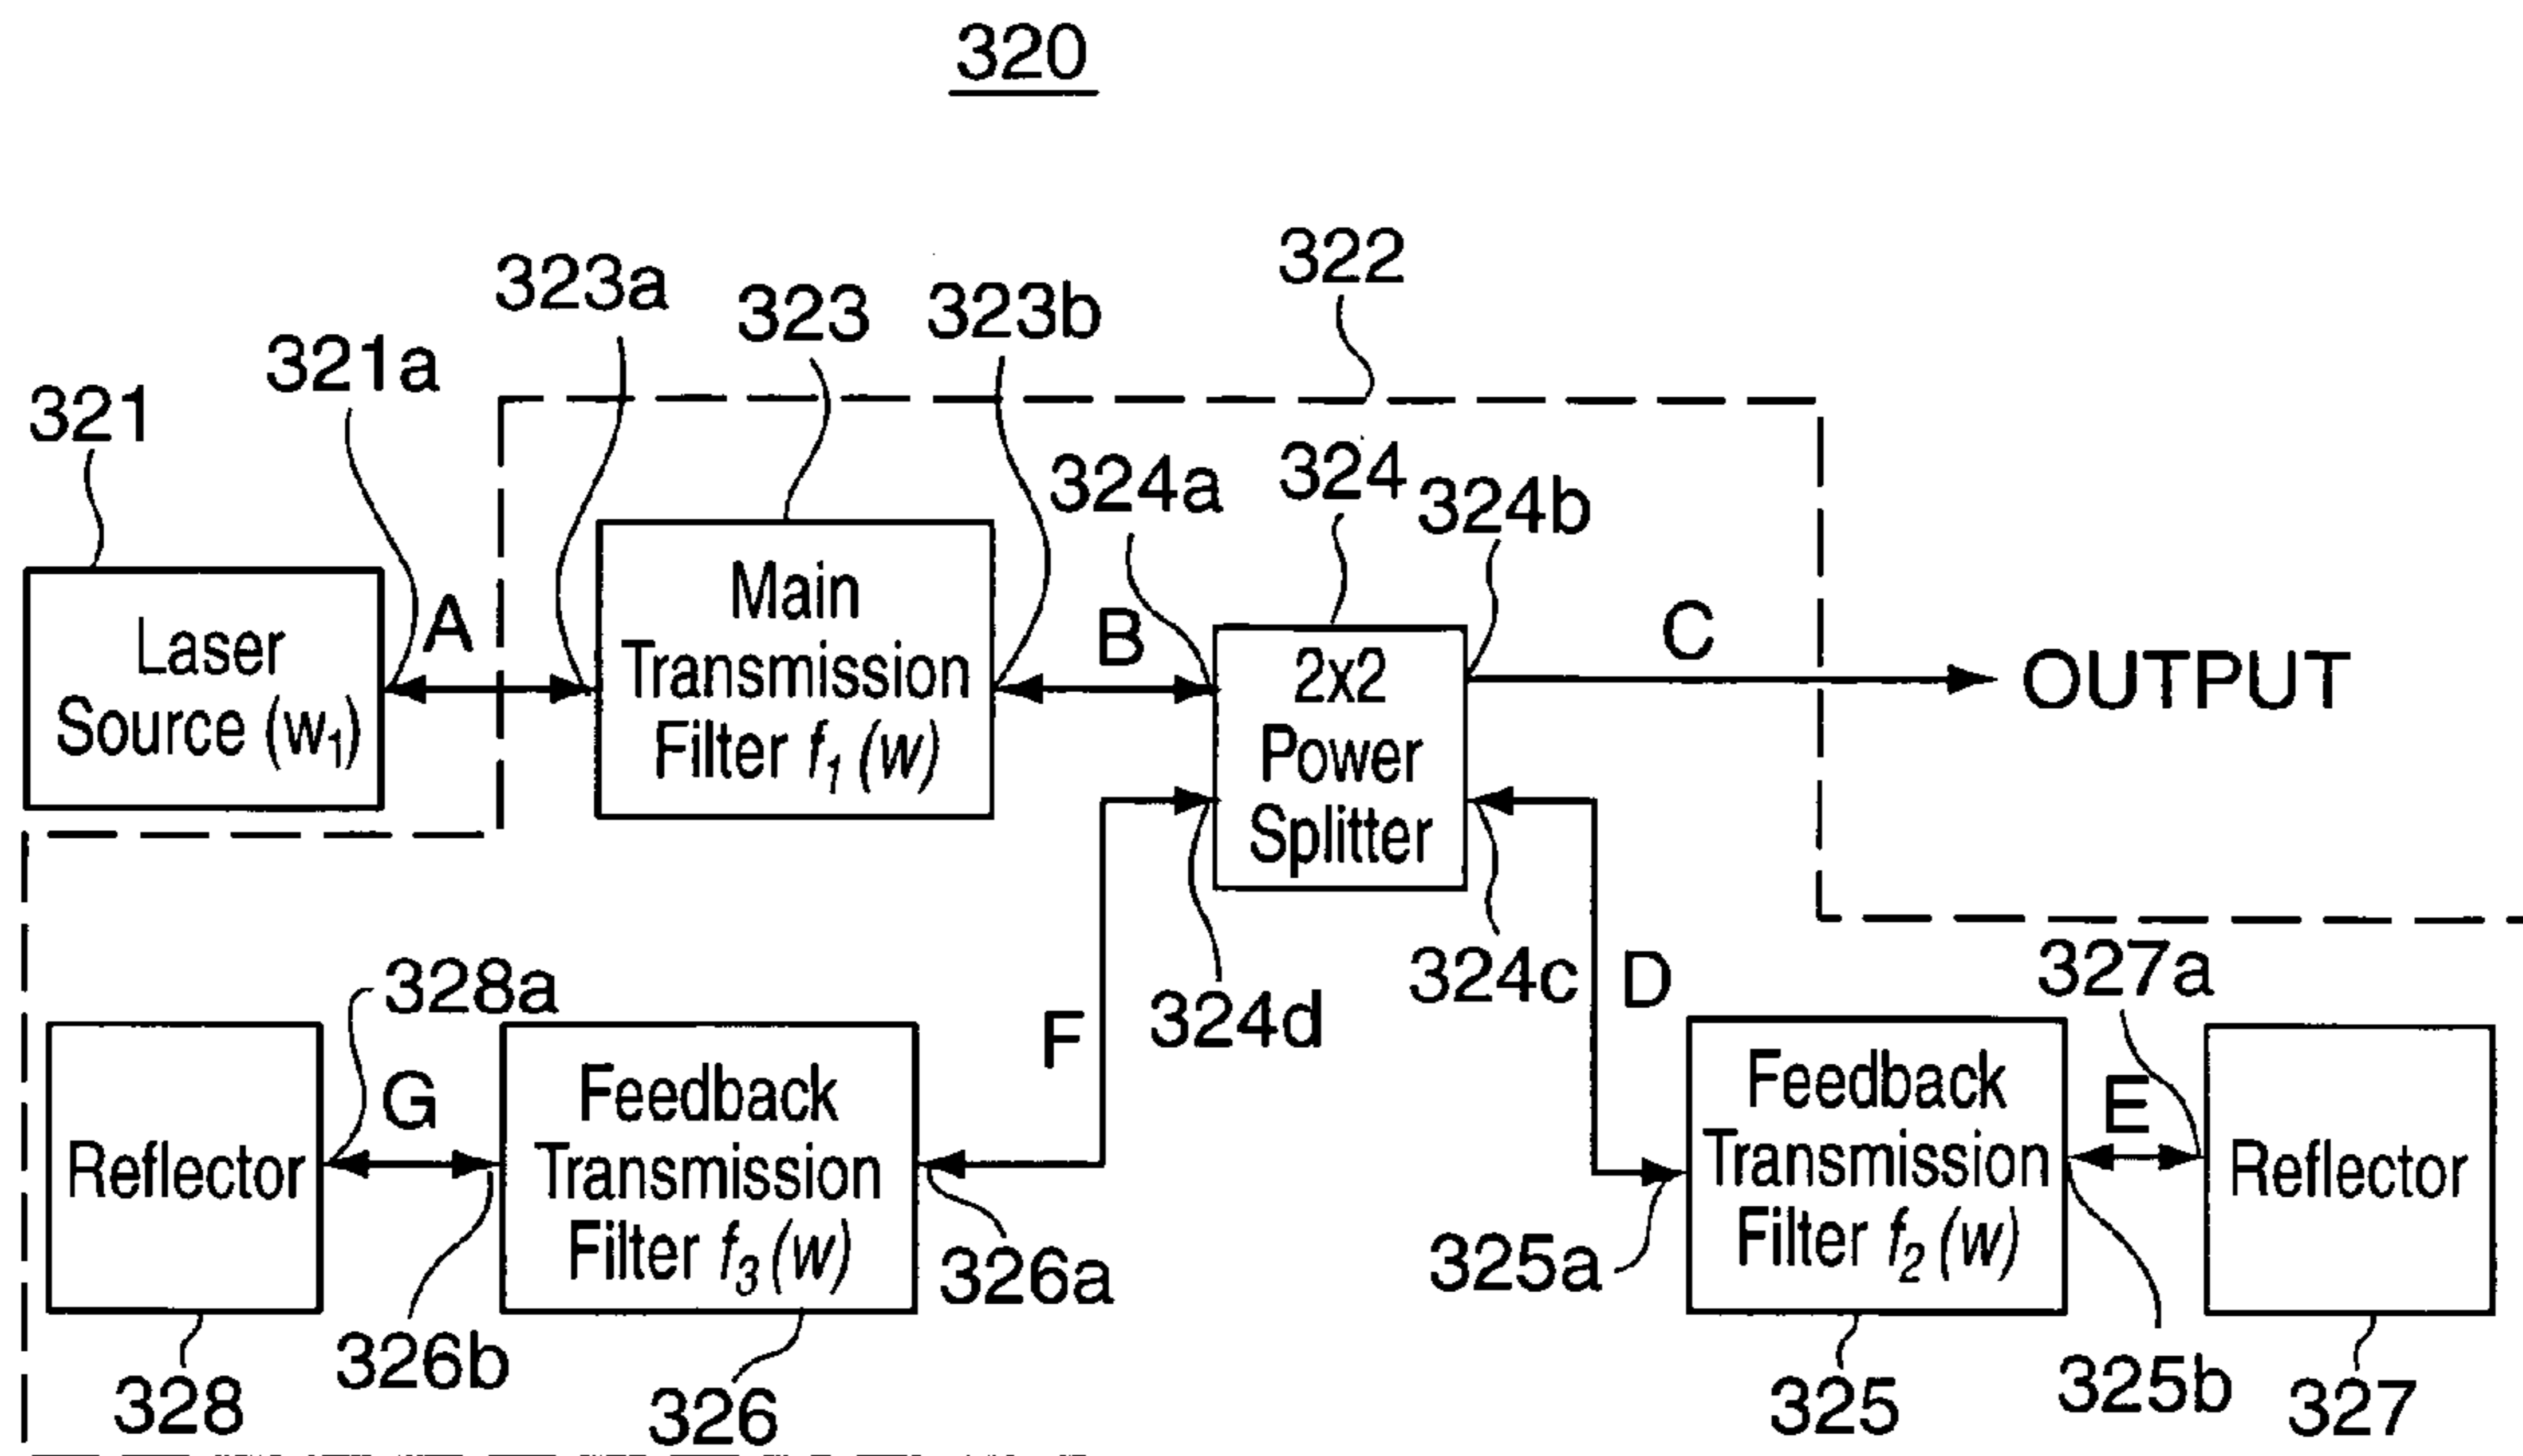 320
322
323a
323
323b
321a
321
324a
324
324b
Laser
Source (w1)
A
Main
Transmission
Filter f1 (w)
B
2x2
Power
Splitter
C
OUTPUT
328a
324d
324c
D
327a
F
Reflector
G
Feedback
Transmission
Filter f3 (w)
326a
325a
Feedback
Transmission
Filter f2 (w)
E
Reflector
328
326b
326
325
325b
327